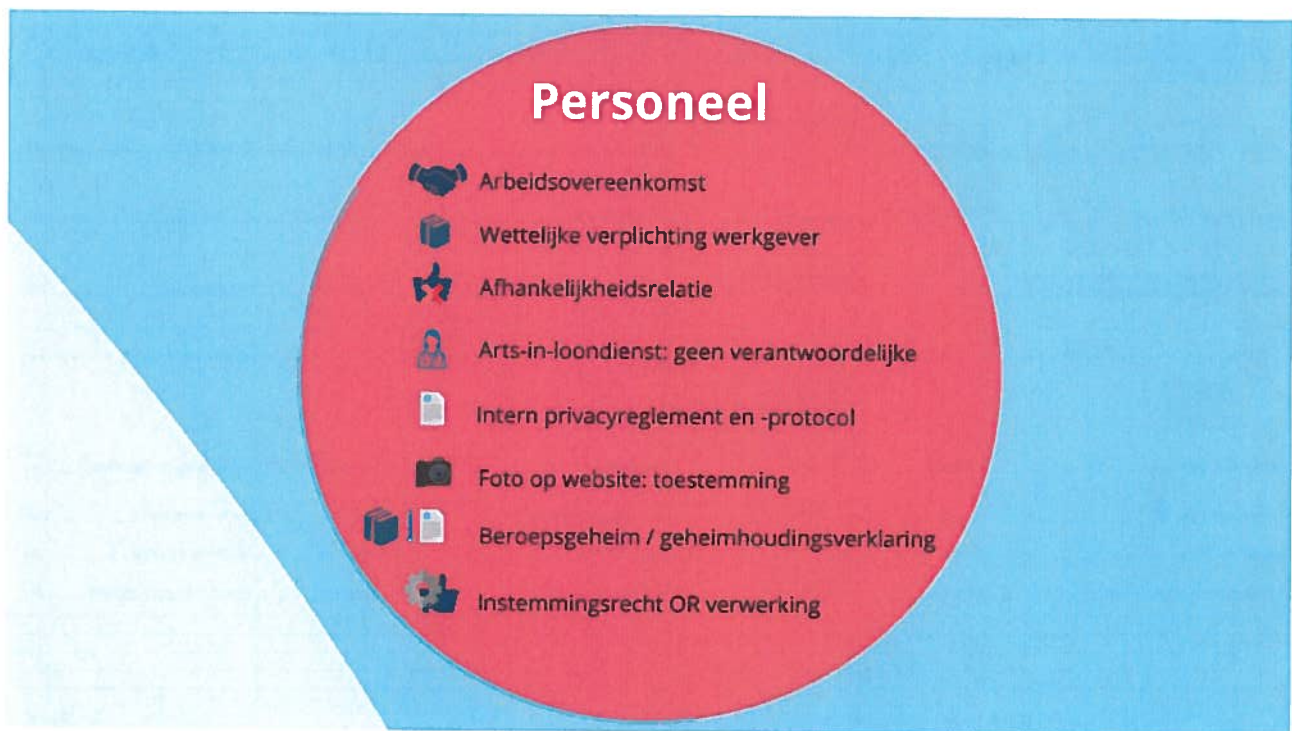 Personeel
Arbeidsovereenkomst
Wettelijke verplichting werkgever
Afhankelijkheidsrelatie
Arts-in-loondienst: geen verantwoordelijke
Intern privacyreglement en -protocol
Foto op website: toestemming
Beroepsgeheim / geheimhoudingsverklaring
Instemmingsrecht OR verwerking